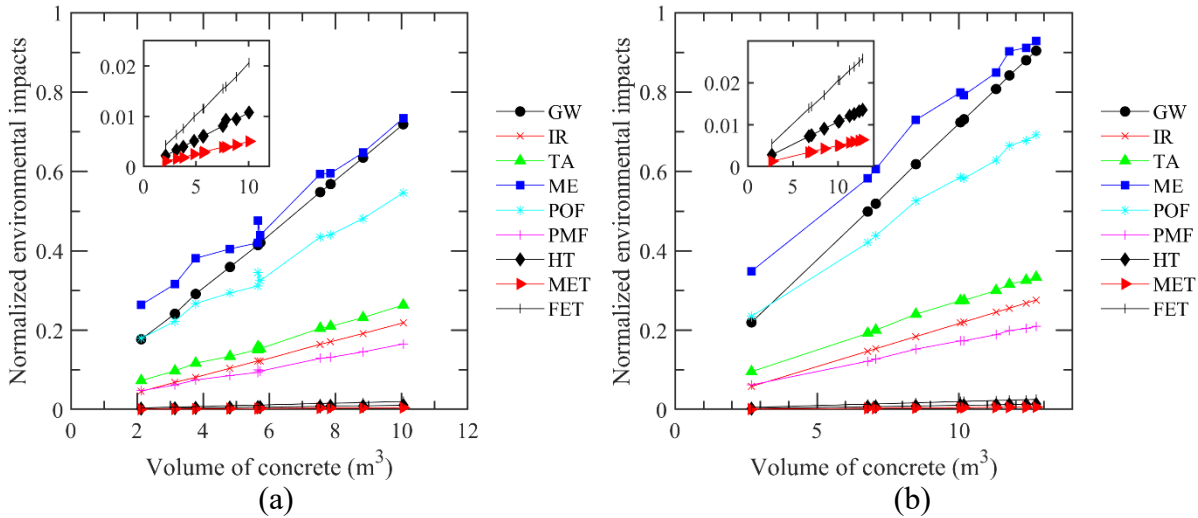 1
0.8
0.6
0.4
0.2
0
Normalized environmental impacts
0 2 4 6 8 10 12
Volume of concrete (m³)
0.02
0.01
0
0 5 10
GW
IR
TA
ME
POF
PMF
HT
MET
FET
(a)
1
0.8
0.6
0.4
0.2
0
Normalized environmental impacts
0 5 10
Volume of concrete (m³)
0.02
0.01
0
0 5 10
GW
IR
TA
ME
POF
PMF
HT
MET
FET
(b)